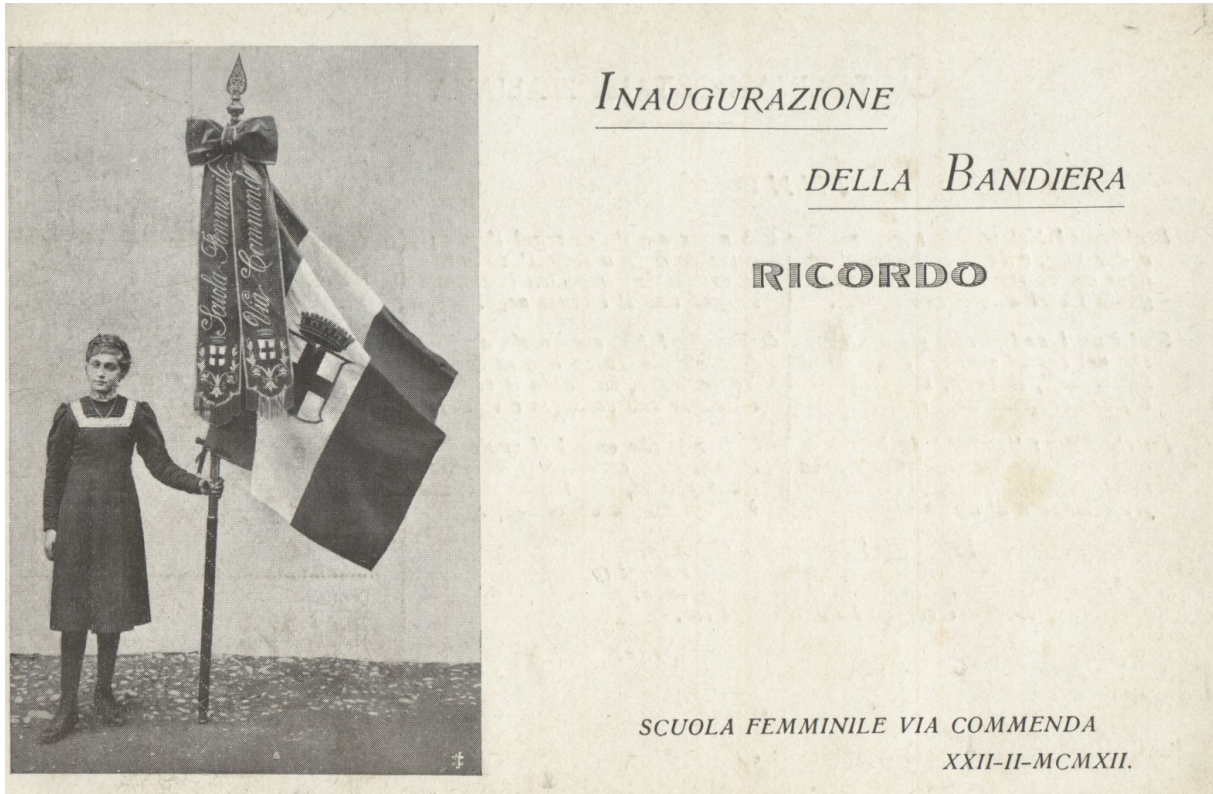 INAUGURAZIONE
DELLA BANDIERA
RICORDO
Scuola Femminile
Via Commenda
SCUOLA FEMMINILE VIA COMMENDA
XXII-II-MCMXII.